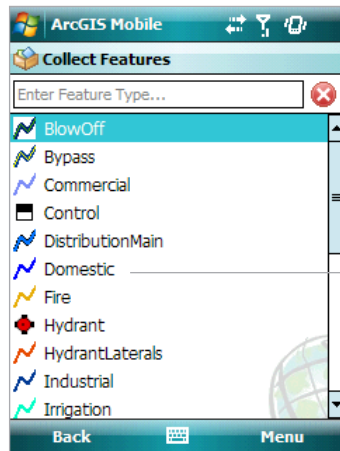 ArcGIS Mobile
Collect Features
Enter Feature Type...
BlowOff
Bypass
Commercial
Control
DistributionMain
Domestic
Fire
Hydrant
HydrantLaterals
Industrial
Irrigation
Back Menu